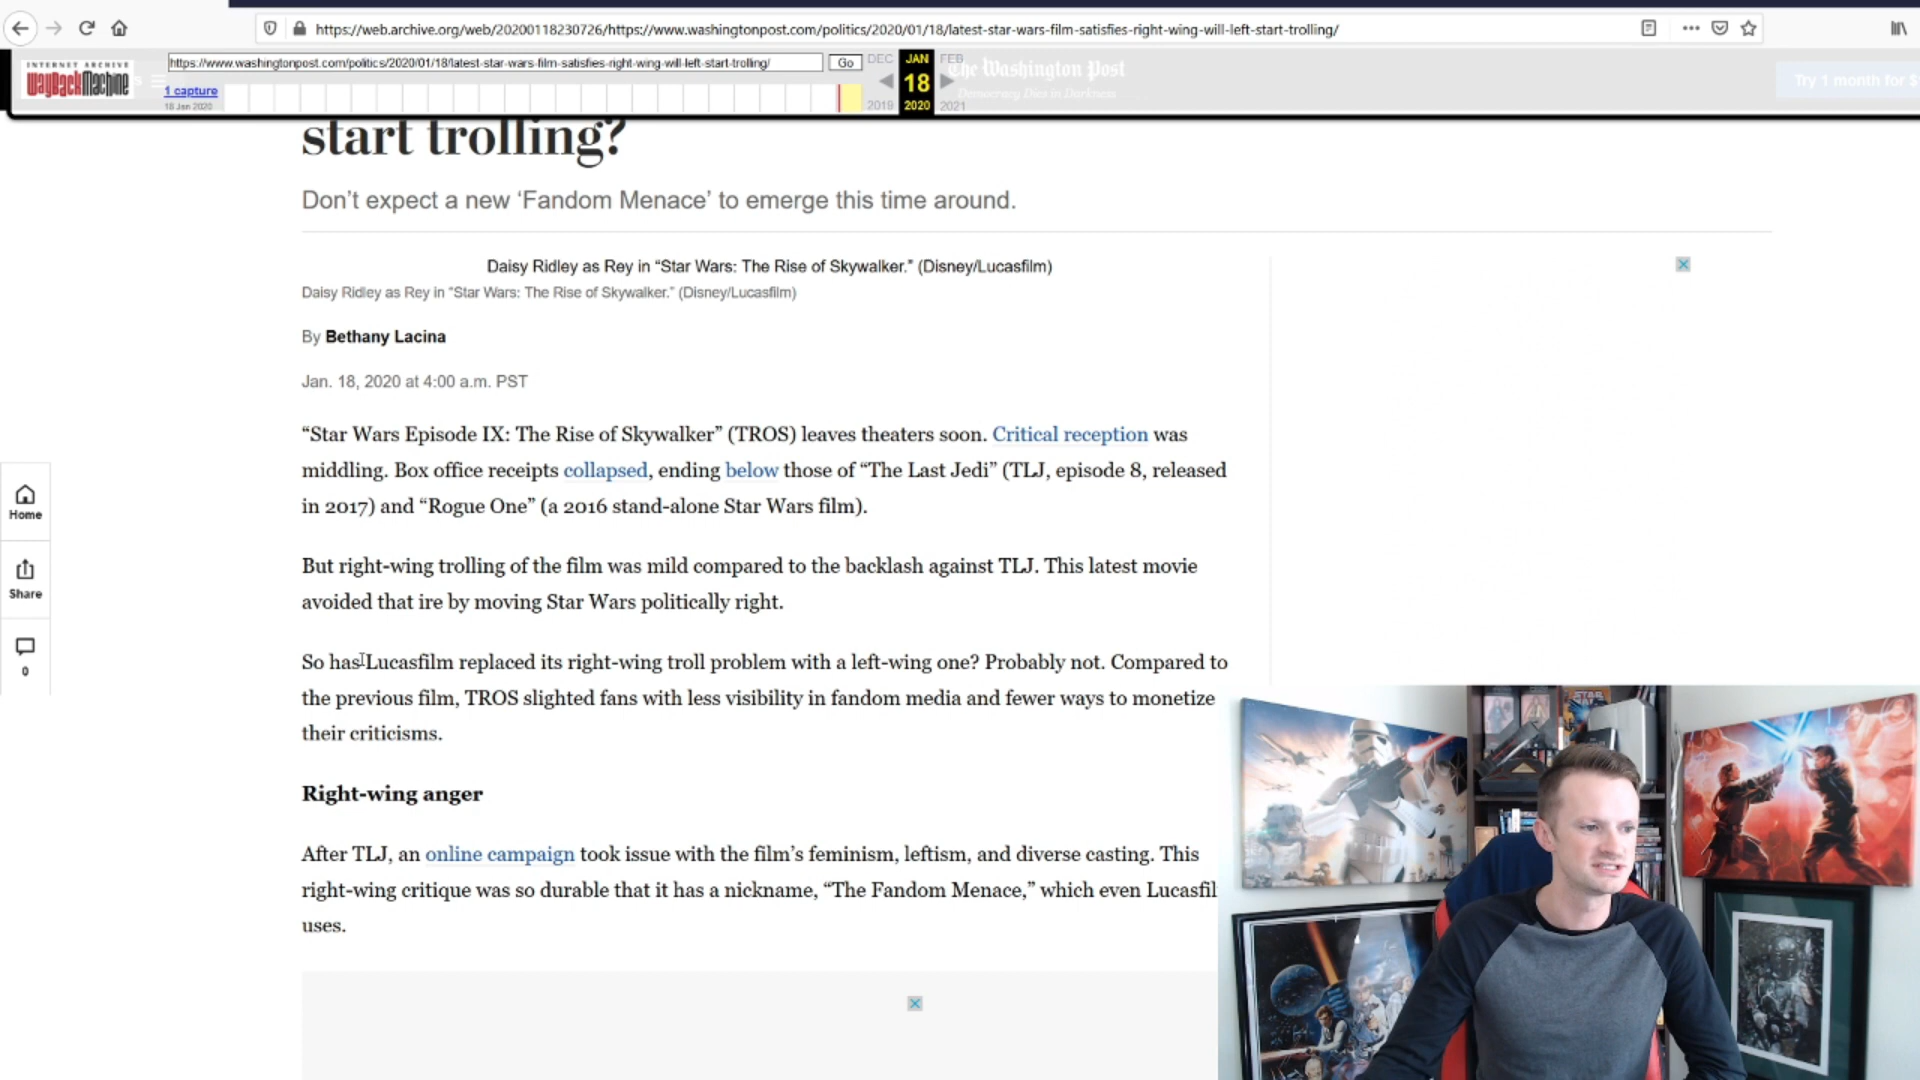 https://web.archive.org/web/20200118230726/https://www.washingtonpost.com/politics/2020/01/18/latest-star-wars-film-satisfies-right-wing-will-left-start-trolling/
INTERNET ARCHIVE
WayBackMachine
https://www.washingtonpost.com/politics/2020/01/18/latest-star-wars-film-satisfies-right-wing-will-left-start-trolling/
Go
DEC
JAN
FEB
1 capture
18 Jan 2020
18
2019
2020
2021
The Washington Post
Democracy Dies in Darkness
Try 1 month for $
start trolling?
Don’t expect a new ‘Fandom Menace’ to emerge this time around.
Daisy Ridley as Rey in “Star Wars: The Rise of Skywalker.” (Disney/Lucasfilm)
Daisy Ridley as Rey in “Star Wars: The Rise of Skywalker.” (Disney/Lucasfilm)
By Bethany Lacina
Jan. 18, 2020 at 4:00 a.m. PST
“Star Wars Episode IX: The Rise of Skywalker” (TROS) leaves theaters soon. Critical reception was
middling. Box office receipts collapsed, ending below those of “The Last Jedi” (TLJ, episode 8, released
in 2017) and “Rogue One” (a 2016 stand-alone Star Wars film).
But right-wing trolling of the film was mild compared to the backlash against TLJ. This latest movie
avoided that ire by moving Star Wars politically right.
So has Lucasfilm replaced its right-wing troll problem with a left-wing one? Probably not. Compared to
the previous film, TROS slighted fans with less visibility in fandom media and fewer ways to monetize
their criticisms.
Right-wing anger
After TLJ, an online campaign took issue with the film’s feminism, leftism, and diverse casting. This
right-wing critique was so durable that it has a nickname, “The Fandom Menace,” which even Lucasfil
uses.
Home
Share
0
STAR